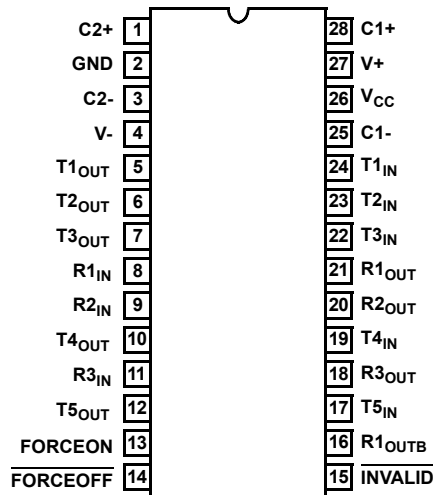 C2+ 1 28 C1+
GND 2 27 V+
C2- 3 26 VCC
V- 4 25 C1-
T1OUT 5 24 T1IN
T2OUT 6 23 T2IN
T3OUT 7 22 T3IN
R1IN 8 21 R1OUT
R2IN 9 20 R2OUT
T4OUT 10 19 T4IN
R3IN 11 18 R3OUT
T5OUT 12 17 T5IN
FORCEON 13 16 R1OUTB
FORCEOFF 14 15 INVALID